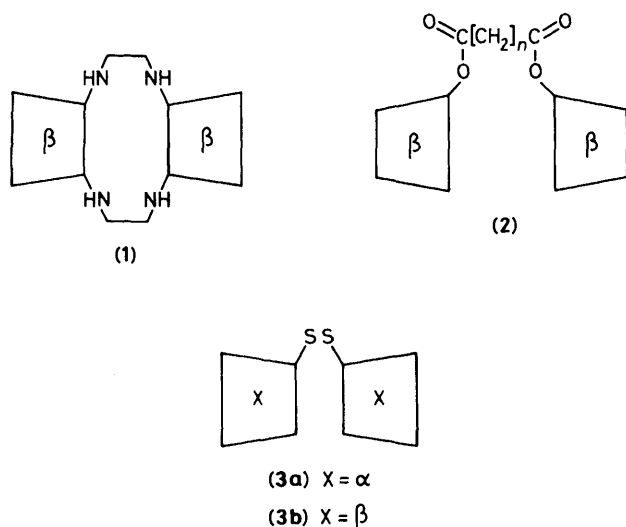 HN NH
β β
HN NH
(1)
O C[CH₂]ₙC O
O O
β β
(2)
S S
X X
(3a) X = α
(3b) X = β